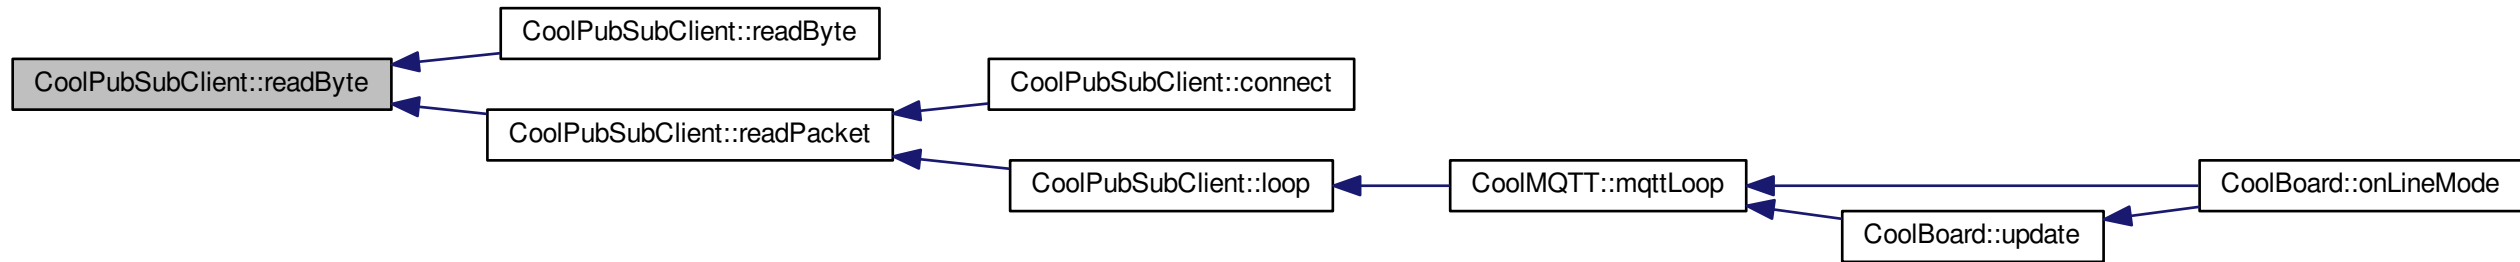 CoolPubSubClient::readByte
CoolPubSubClient::readByte
CoolPubSubClient::readPacket
CoolPubSubClient::connect
CoolPubSubClient::loop
CoolMQTT::mqttLoop
CoolBoard::update
CoolBoard::onLineMode